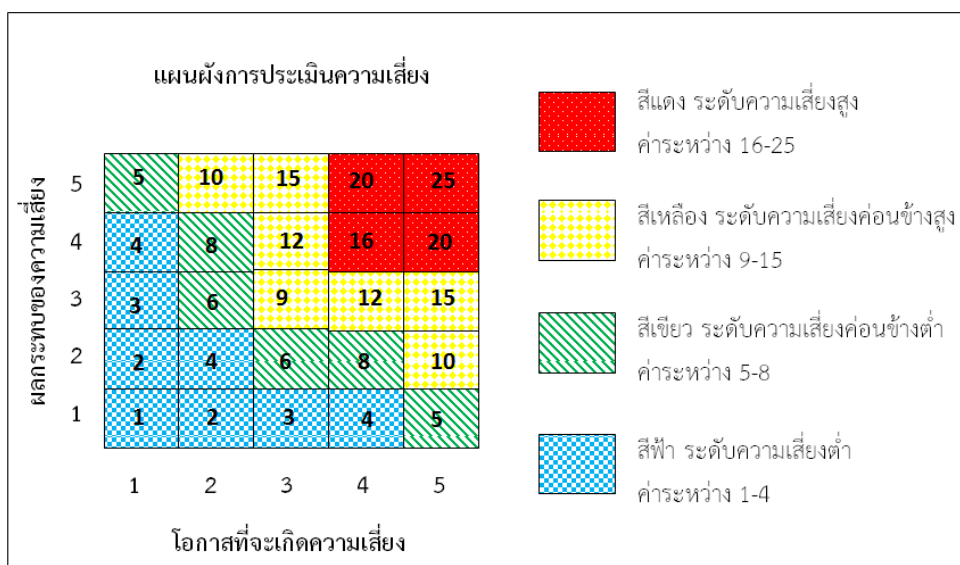 แผนผังการประเมินความเสี่ยง
ผลกระทบของความเสี่ยง
5 5 10 15 20 25
4 4 8 12 16 20
3 3 6 9 12 15
2 2 4 6 8 10
1 1 2 3 4 5
1 2 3 4 5
โอกาสที่จะเกิดความเสี่ยง
สีแดง ระดับความเสี่ยงสูง
ค่าระหว่าง 16-25
สีเหลือง ระดับความเสี่ยงค่อนข้างสูง
ค่าระหว่าง 9-15
สีเขียว ระดับความเสี่ยงค่อนข้างต่ำ
ค่าระหว่าง 5-8
สีฟ้า ระดับความเสี่ยงต่ำ
ค่าระหว่าง 1-4